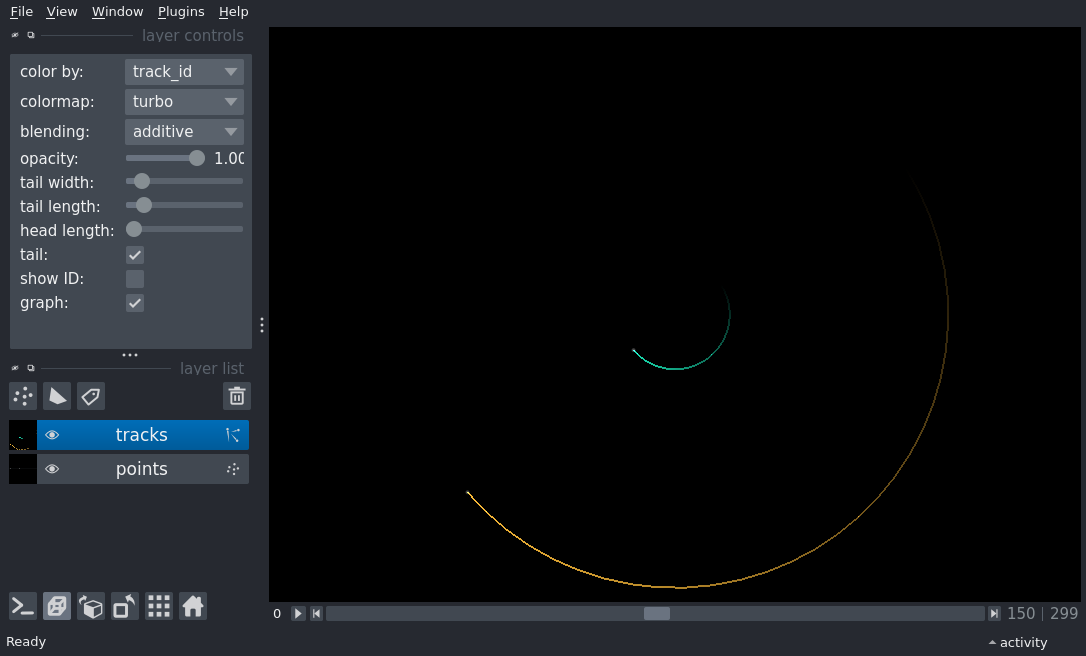 File View Window Plugins Help
layer controls
color by: track_id
colormap: turbo
blending: additive
opacity: 1.00
tail width:
tail length:
head length:
tail:
show ID:
graph:
layer list
tracks
points
0 150 | 299
Ready activity